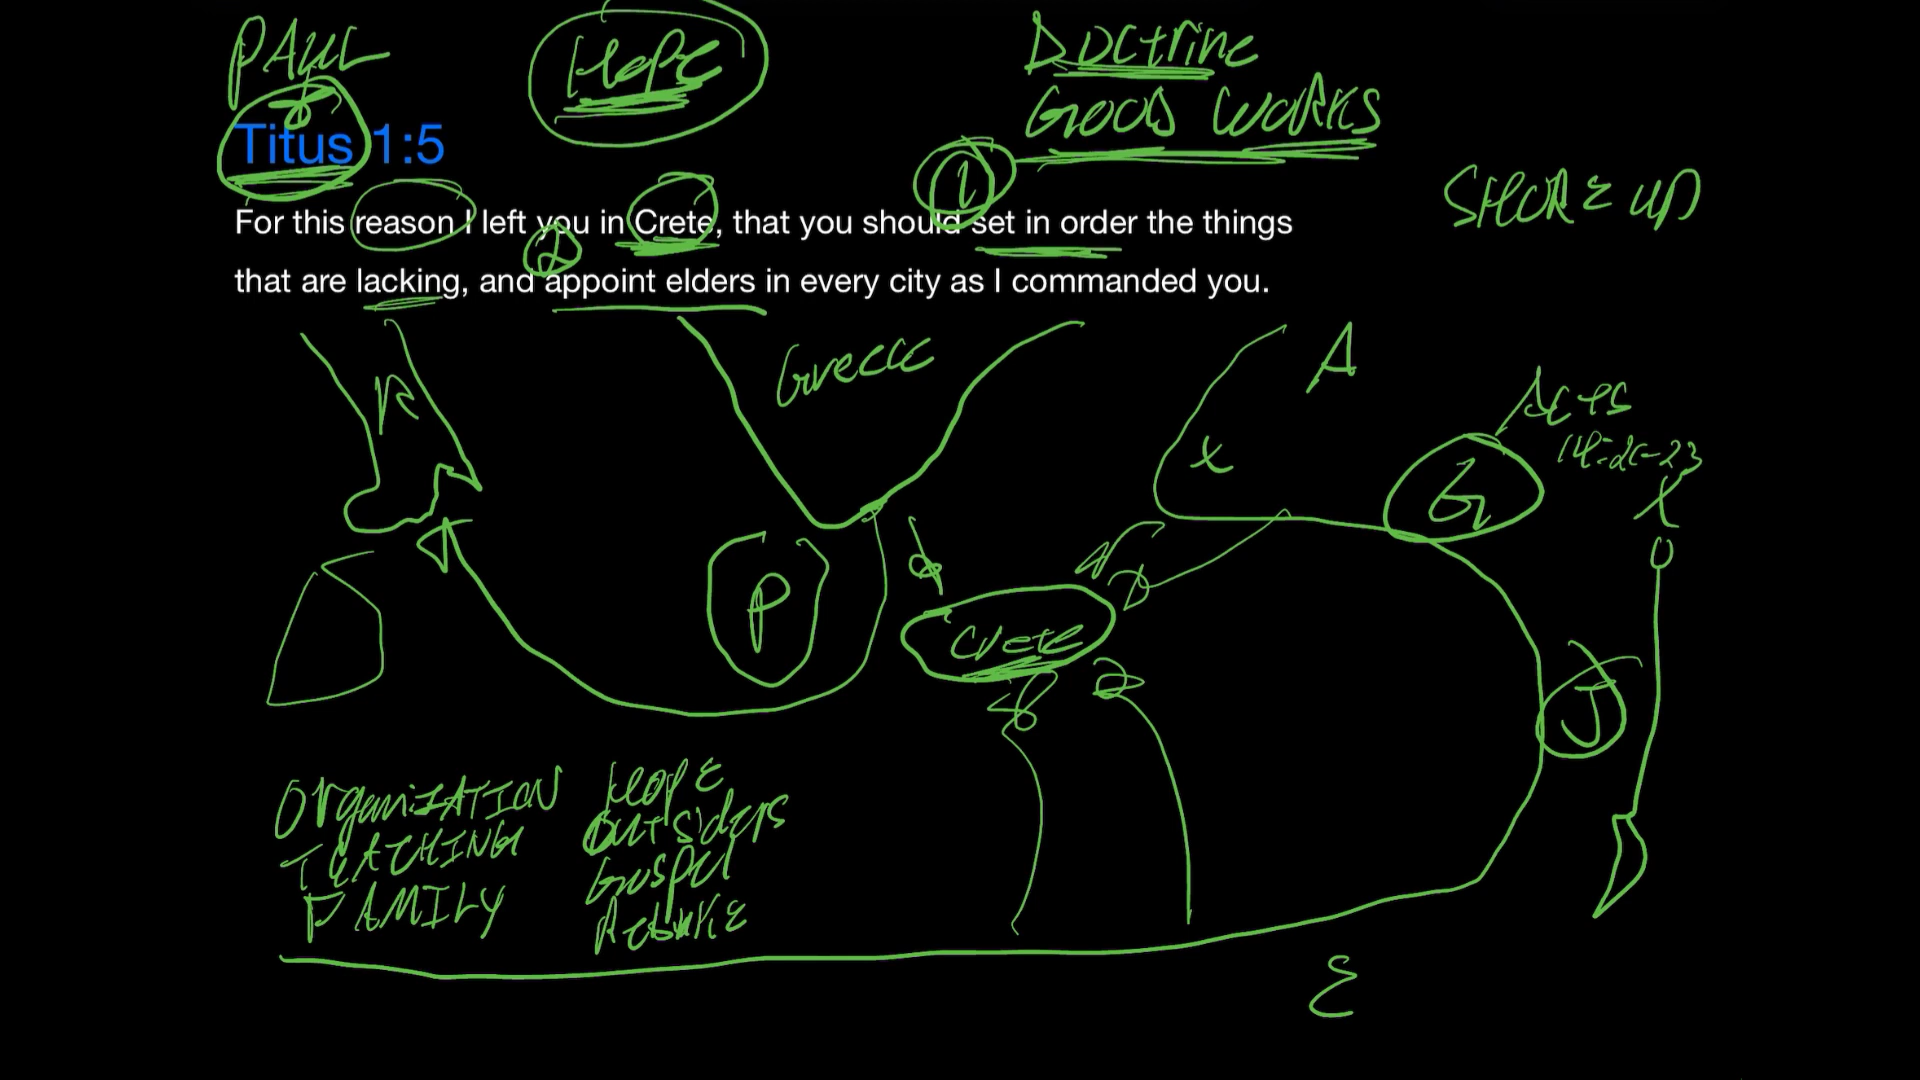 PAUL
Hope
Doctrine
Good Works
Titus 1:5
1
SHORE UP
For this reason I left you in Crete, that you should set in order the things
2
that are lacking, and appoint elders in every city as I commanded you.
R
Greece
A
Acts
x
G
X
P
Crete
J
Organization
Teaching
Family
Hope
Outsiders
Gospel
Rebuke
E